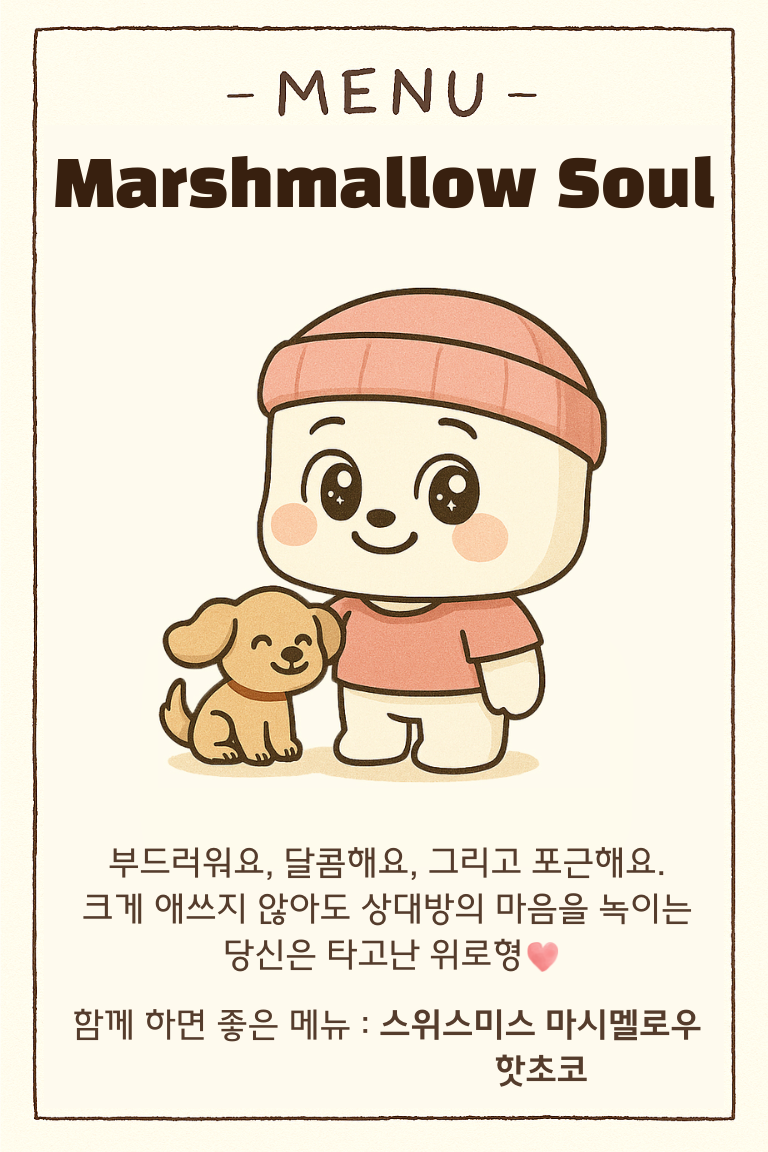 - MENU -
Marshmallow Soul
부드러워요, 달콤해요, 그리고 포근해요.
크게 애쓰지 않아도 상대방의 마음을 녹이는
당신은 타고난 위로형🩷
함께 하면 좋은 메뉴 : 스위스미스 마시멜로우
핫초코